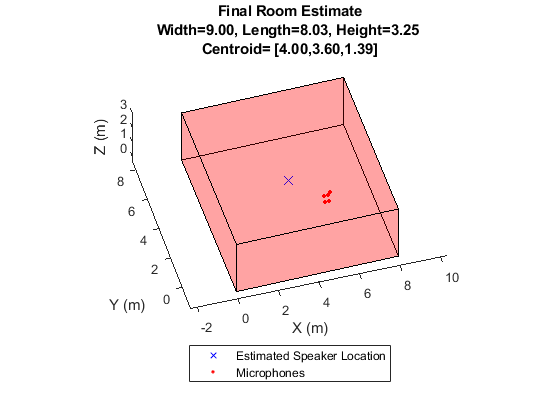 Final Room Estimate
Width=9.00, Length=8.03, Height=3.25
Centroid= [4.00,3.60,1.39]
Z (m)
3
2
1
0
Y (m)
8
6
4
2
0
X (m)
-2
0
2
4
6
8
10
Estimated Speaker Location
Microphones